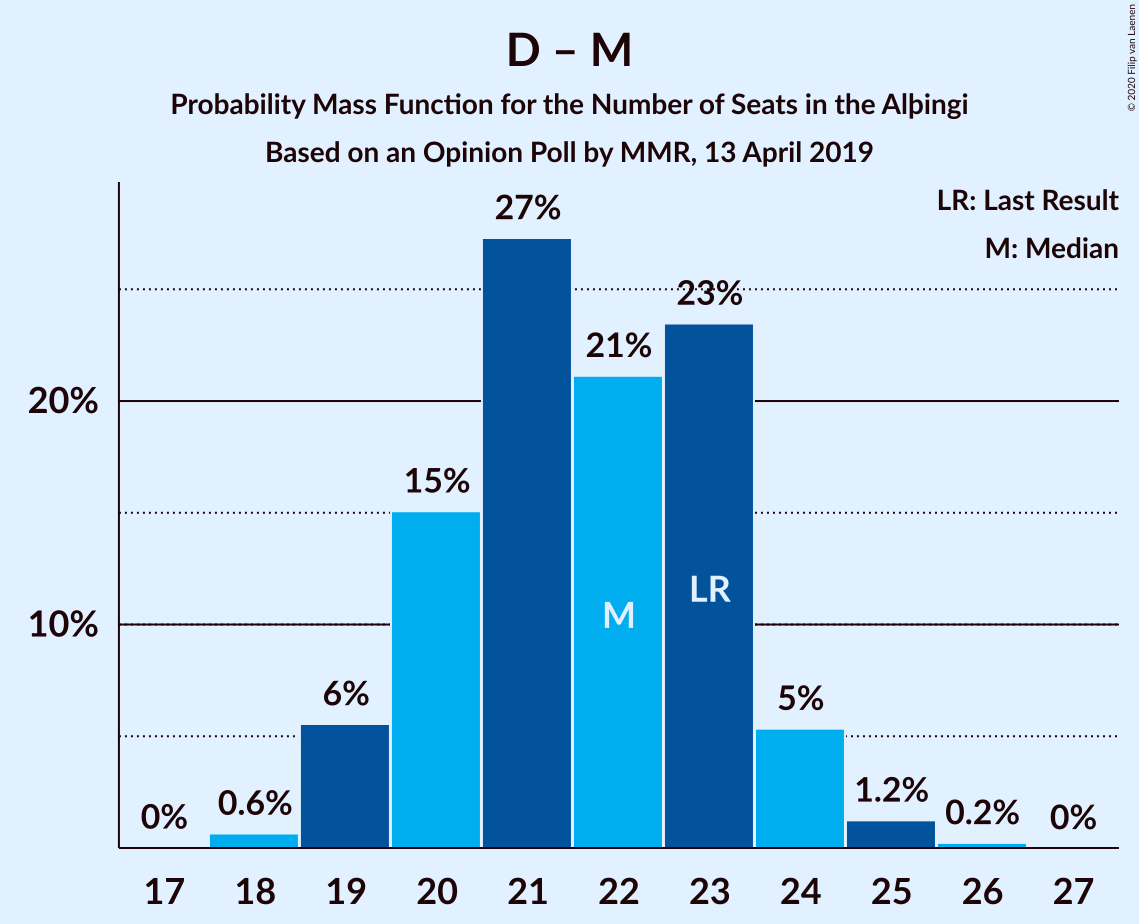 D – M
Probability Mass Function for the Number of Seats in the Alþingi
Based on an Opinion Poll by MMR, 13 April 2019
© 2020 Filip van Laenen
LR: Last Result
M: Median
27%
23%
21%
20%
15%
LR
M
10%
6%
5%
0%
0.6%
1.2%
0.2%
0%
17 18 19 20 21 22 23 24 25 26 27